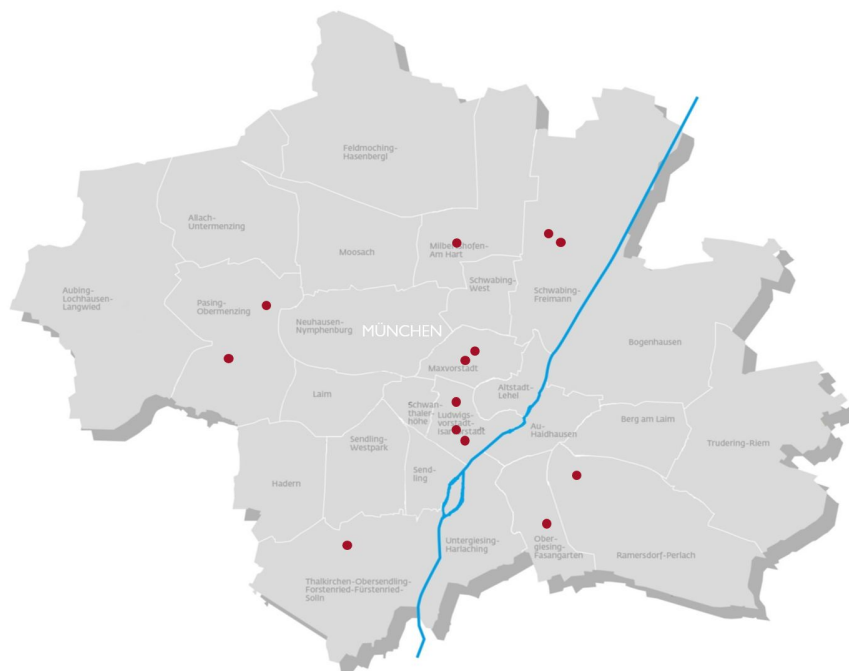 Feldmoching-
Hasenbergl
Allach-
Untermenzing
Moosach
Milbertshofen-
Am Hart
Schwabing-
West
Schwabing-
Freimann
Aubing-
Lochhausen-
Langwied
Pasing-
Obermenzing
Neuhausen-
Nymphenburg
MÜNCHEN
Bogenhausen
Maxvorstadt
Laim
Altstadt-
Lehel
Schwan-
thaler-
höhe
Ludwigs-
vorstadt-
Isarvorstadt
Au-
Haidhausen
Berg am Laim
Trudering-Riem
Sendling-
Westpark
Send-
ling
Hadern
Untergiesing-
Harlaching
Ober-
giesing-
Fasangarten
Ramersdorf-Perlach
Thalkirchen-Obersendling-
Forstenried-Fürstenried-
Solln